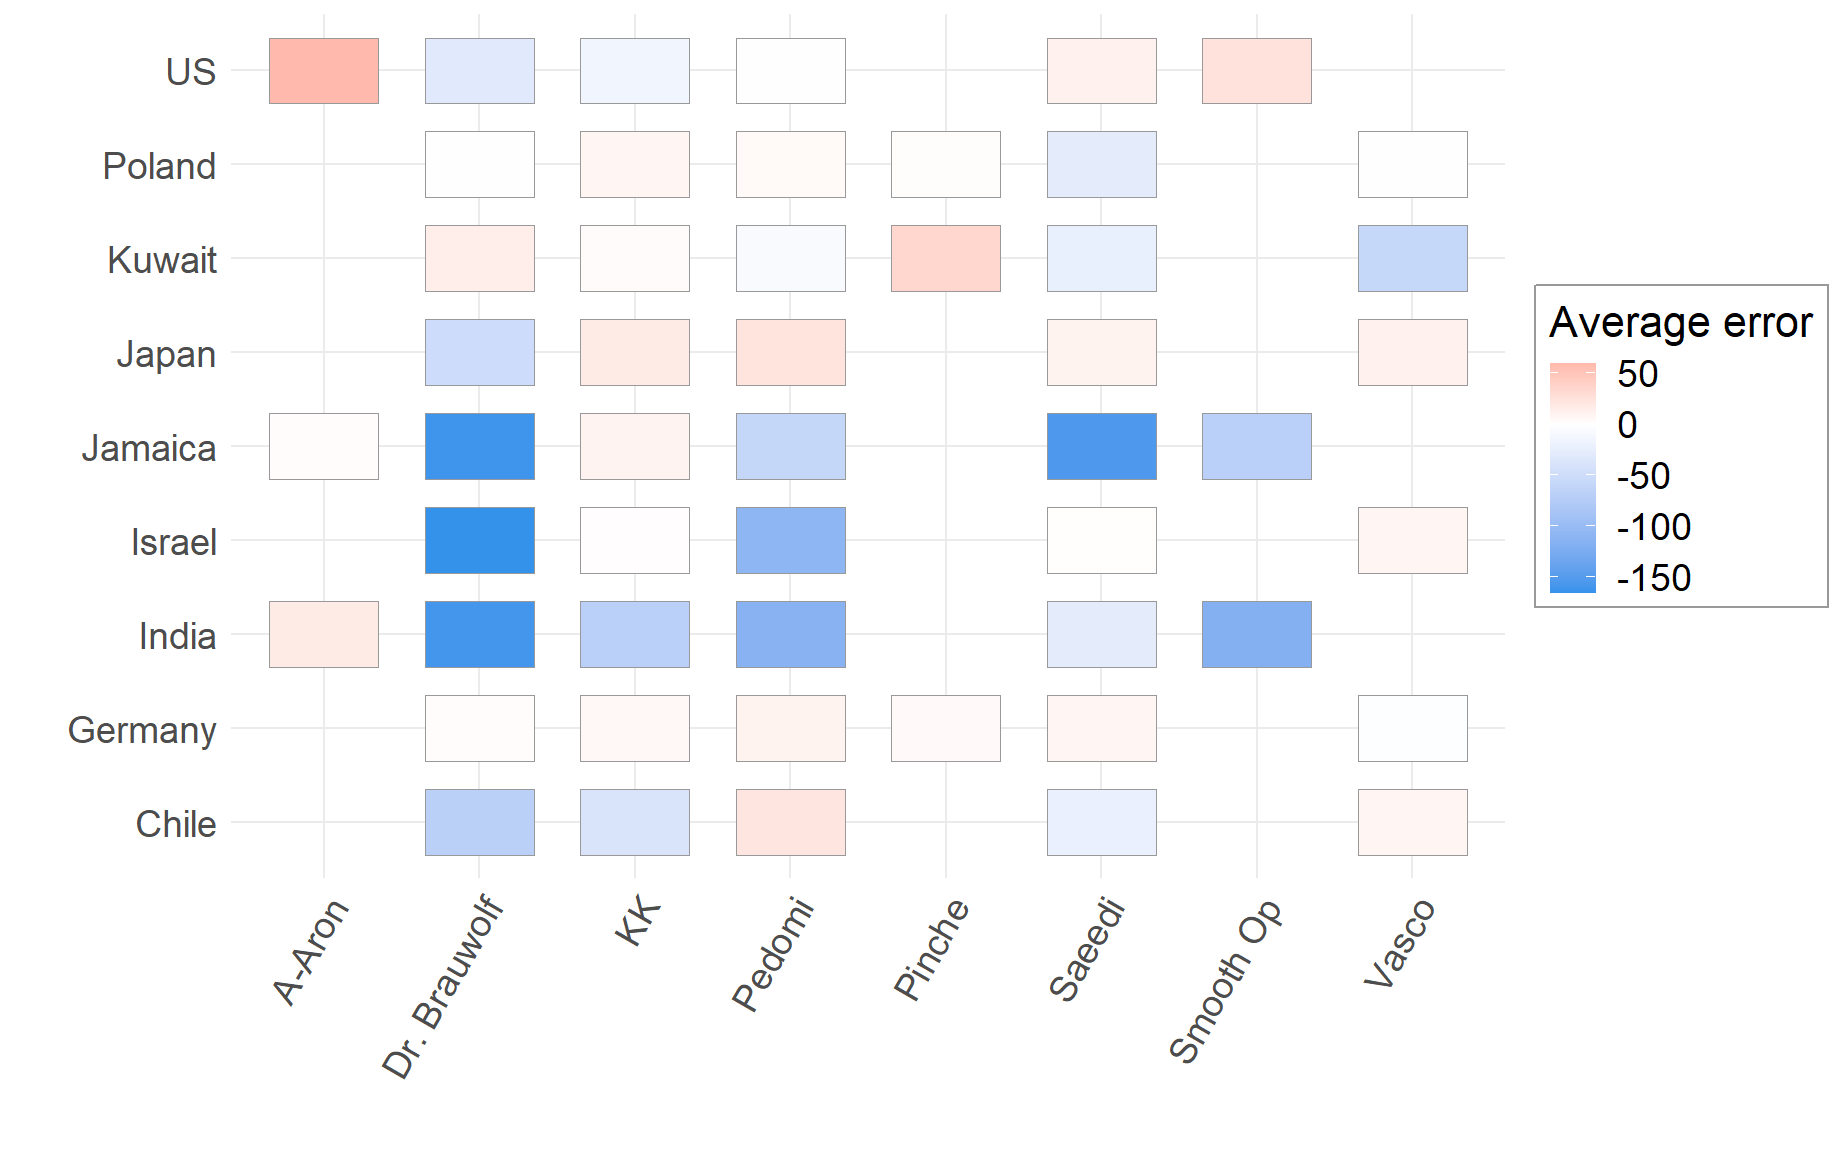 US
Poland
Kuwait
Japan
Jamaica
Israel
India
Germany
Chile
A-Aron
Dr. Brauwolf
KK
Pedomi
Pinche
Saeedi
Smooth Op
Vasco
Average error
50
0
-50
-100
-150